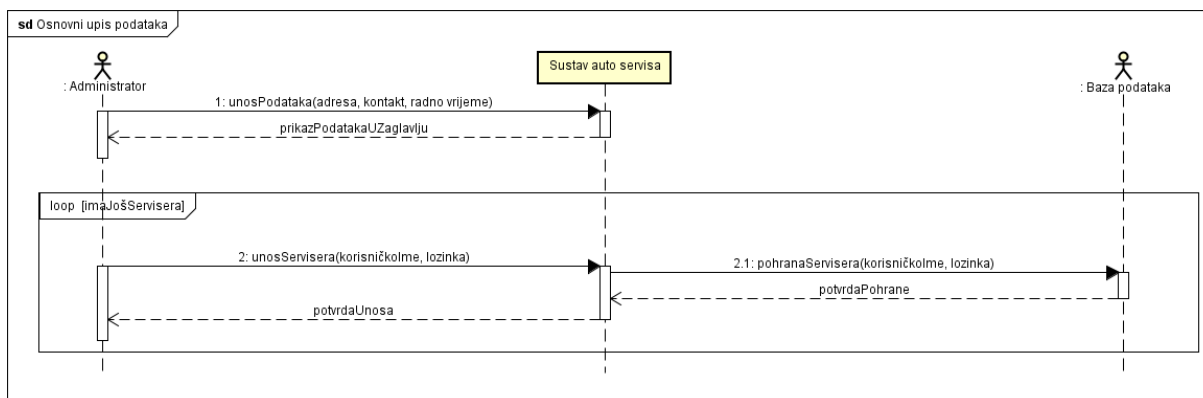 sd Osnovni upis podataka
: Administrator
Sustav auto servisa
: Baza podataka
1: unosPodataka(adresa, kontakt, radno vrijeme)
prikazPodatakaUZaglavlju
loop [imaJošServisera]
2: unosServisera(korisničkoIme, lozinka)
2.1: pohranaServisera(korisničkoIme, lozinka)
potvrdaPohrane
potvrdaUnosa